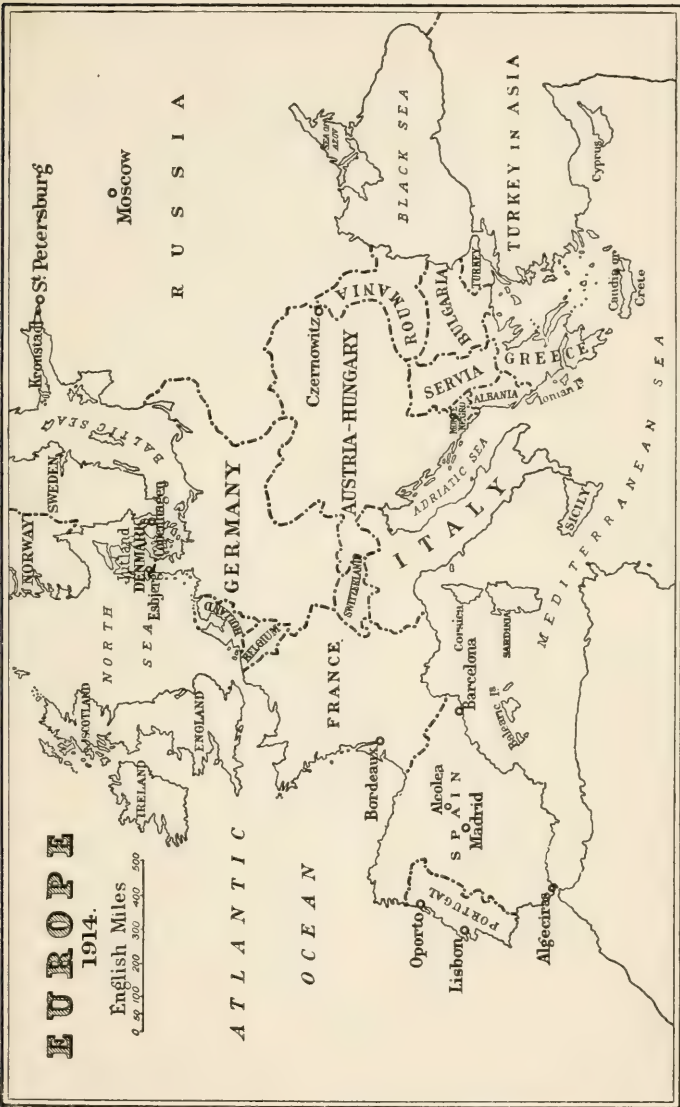 EUROPE
1914.
English Miles
0 50 100 200 300 400 500
ATLANTIC
OCEAN
NORTH
SEA
SCOTLAND
IRELAND
ENGLAND
NORWAY
SWEDEN
BALTIC SEA
Jutland
DENMARK
Esbjerg
Copenhagen
Kronstadt
St. Petersburg
Moscow
RUSSIA
HOLLAND
BELGIUM
GERMANY
FRANCE
SWITZERLAND
AUSTRIA-HUNGARY
Czernowitz
ROUMANIA
SEA OF
AZOV
BLACK SEA
Bordeaux
Oporto
Lisbon
PORTUGAL
Alcolea
SPAIN
Madrid
Algeciras
Barcelona
Balearic Is
Corsica
SARDINIA
ITALY
SICILY
ADRIATIC SEA
MONTE
NEGRO
SERVIA
BULGARIA
ALBANIA
TURKEY
GREECE
Ionian Is
MEDITERRANEAN SEA
TURKEY IN ASIA
Candia or
Crete
Cyprus